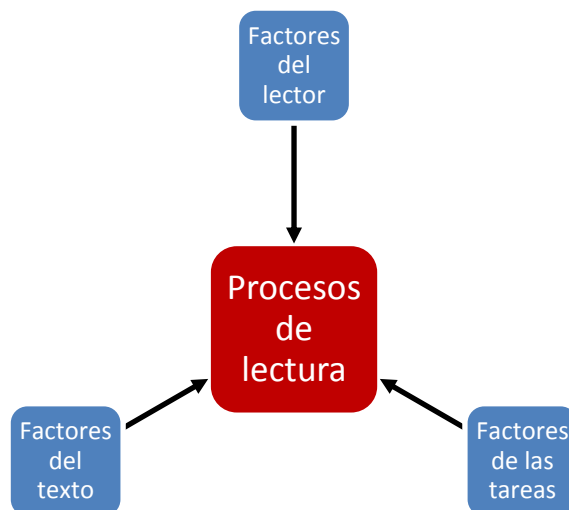 Factores
del
lector
Procesos
de
lectura
Factores
del
texto
Factores
de las
tareas